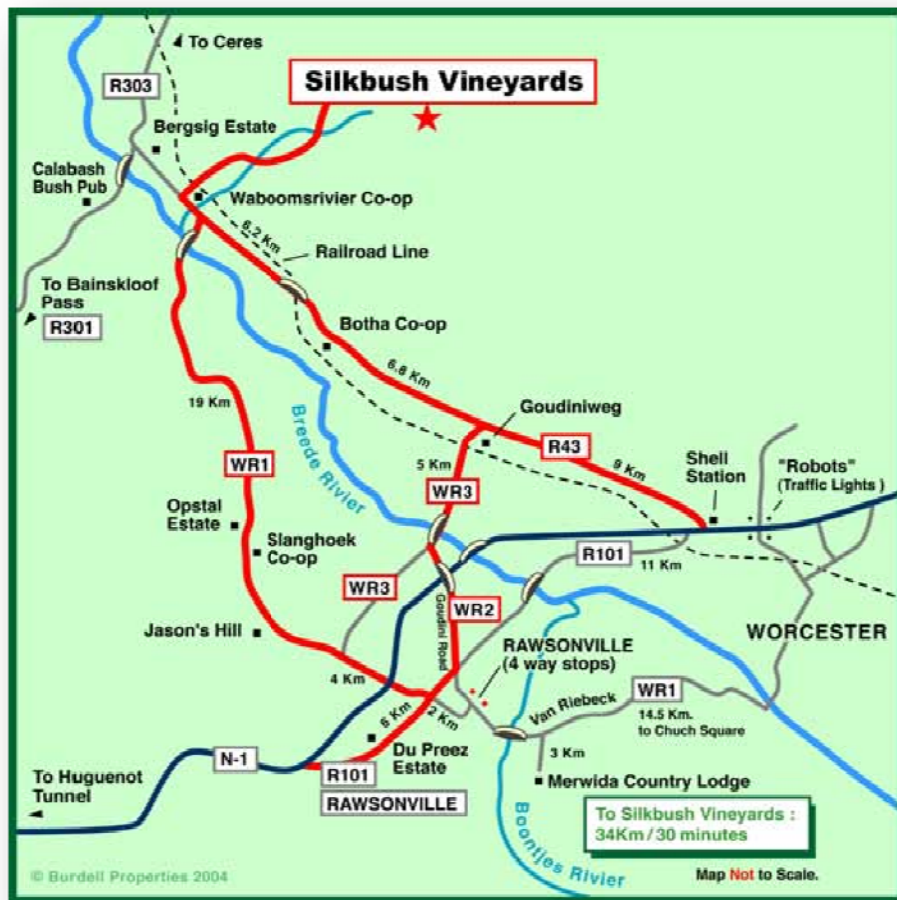 To Ceres
R303
Silkbush Vineyards
Bergsig Estate
Calabash
Bush Pub
Waboomsrivier Co-op
6.2 Km
Railroad Line
To Bainskloof
Pass
R301
Botha Co-op
6.8 Km
19 Km
Breede Rivier
Goudiniweg
R43
9 Km
Shell
Station
"Robots"
(Traffic Lights )
5 Km
WR3
WR1
Opstal
Estate
Slanghoek
Co-op
R101
11 Km
WR3
WR2
Goudini Road
Jason's Hill
RAWSONVILLE
(4 way stops)
WORCESTER
4 Km
Van Riebeck
WR1
14.5 Km.
to Chuch Square
6 Km
2 Km
Du Preez
Estate
3 Km
N-1
R101
RAWSONVILLE
Merwida Country Lodge
To Huguenot
Tunnel
Boontjes Rivier
To Silkbush Vineyards :
34Km / 30 minutes
© Burdell Properties 2004
Map Not to Scale.